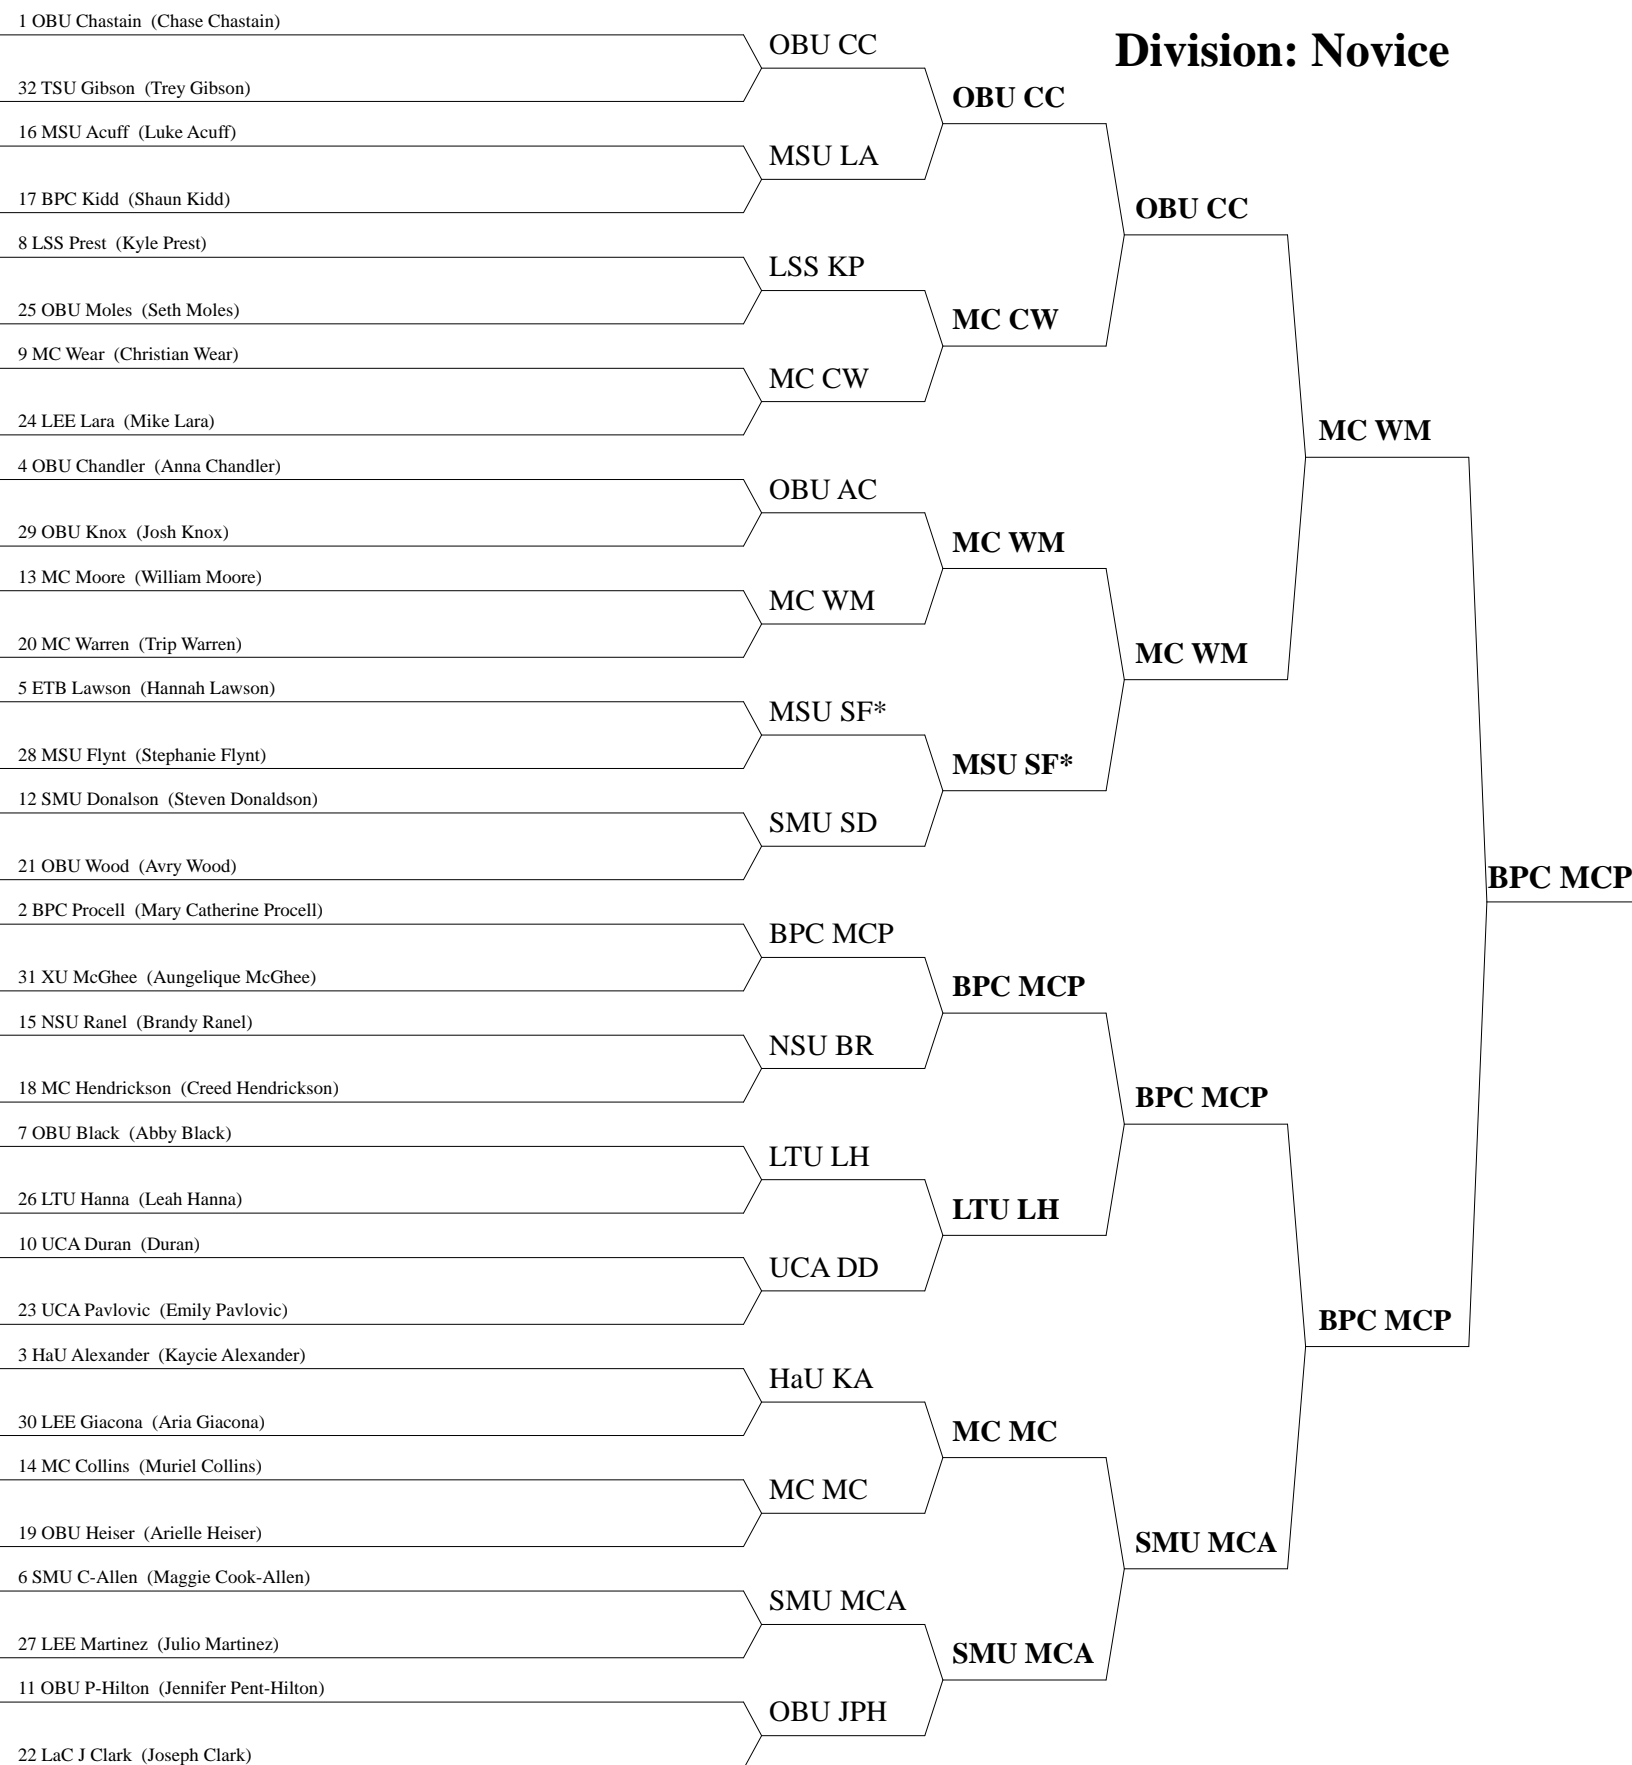 Division: Novice
1 OBU Chastain (Chase Chastain)
32 TSU Gibson (Trey Gibson)
16 MSU Acuff (Luke Acuff)
17 BPC Kidd (Shaun Kidd)
8 LSS Prest (Kyle Prest)
25 OBU Moles (Seth Moles)
9 MC Wear (Christian Wear)
24 LEE Lara (Mike Lara)
4 OBU Chandler (Anna Chandler)
29 OBU Knox (Josh Knox)
13 MC Moore (William Moore)
20 MC Warren (Trip Warren)
5 ETB Lawson (Hannah Lawson)
28 MSU Flynt (Stephanie Flynt)
12 SMU Donalson (Steven Donaldson)
21 OBU Wood (Avry Wood)
2 BPC Procell (Mary Catherine Procell)
31 XU McGhee (Aungelique McGhee)
15 NSU Ranel (Brandy Ranel)
18 MC Hendrickson (Creed Hendrickson)
7 OBU Black (Abby Black)
26 LTU Hanna (Leah Hanna)
10 UCA Duran (Duran)
23 UCA Pavlovic (Emily Pavlovic)
3 HaU Alexander (Kaycie Alexander)
30 LEE Giacona (Aria Giacona)
14 MC Collins (Muriel Collins)
19 OBU Heiser (Arielle Heiser)
6 SMU C-Allen (Maggie Cook-Allen)
27 LEE Martinez (Julio Martinez)
11 OBU P-Hilton (Jennifer Pent-Hilton)
22 LaC J Clark (Joseph Clark)
OBU CC
MSU LA
LSS KP
MC CW
OBU AC
MC WM
MSU SF*
SMU SD
BPC MCP
NSU BR
LTU LH
UCA DD
HaU KA
MC MC
SMU MCA
OBU JPH
OBU CC
MC CW
MC WM
MSU SF*
BPC MCP
LTU LH
MC MC
SMU MCA
OBU CC
MC WM
BPC MCP
SMU MCA
MC WM
BPC MCP
BPC MCP